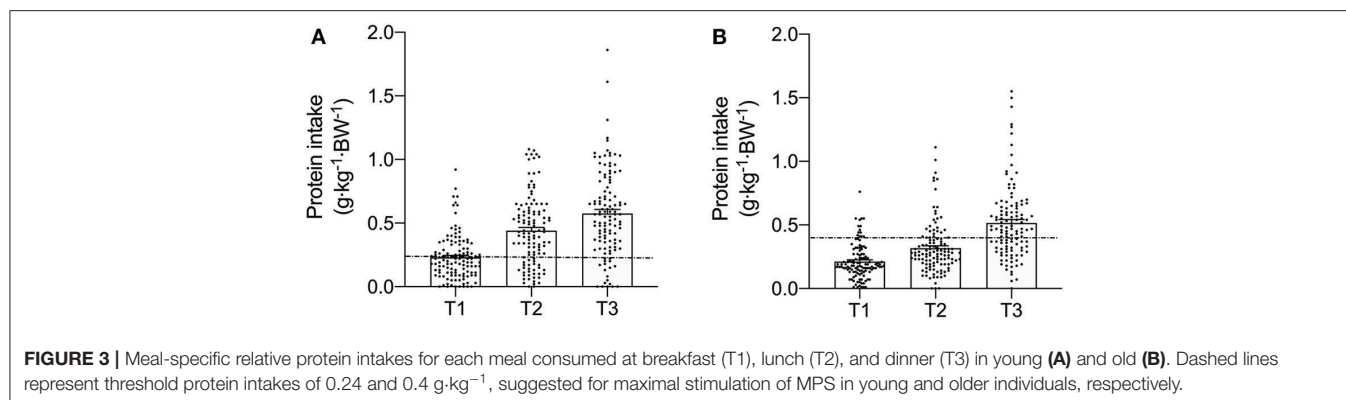 A
2.0
1.5
1.0
0.5
0.0
Protein intake
(g·kg⁻¹·BW⁻¹)
T1 T2 T3
B
2.0
1.5
1.0
0.5
0.0
Protein intake
(g·kg⁻¹·BW⁻¹)
T1 T2 T3
FIGURE 3 | Meal-specific relative protein intakes for each meal consumed at breakfast (T1), lunch (T2), and dinner (T3) in young (A) and old (B). Dashed lines
represent threshold protein intakes of 0.24 and 0.4 g·kg⁻¹, suggested for maximal stimulation of MPS in young and older individuals, respectively.